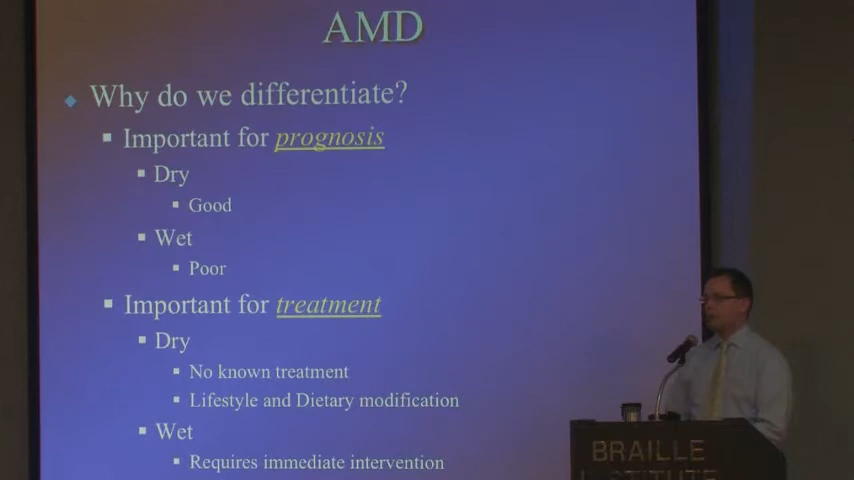 AMD
Why do we differentiate?
Important for prognosis
Dry
Good
Wet
Poor
Important for treatment
Dry
No known treatment
Lifestyle and Dietary modification
Wet
Requires immediate intervention
BRAILLE
INSTITUTE